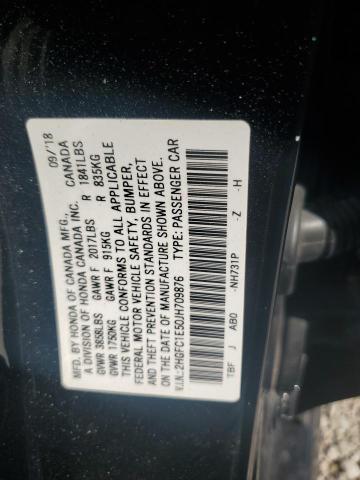 MFD. BY HONDA OF CANADA MFG., 09/18
A DIVISION OF HONDA CANADA INC. CANADA
GVWR 3858LBS GAWR F 2017LBS R 1841LBS
GVWR 1750KG GAWR F 915KG R 835KG
THIS VEHICLE CONFORMS TO ALL APPLICABLE
FEDERAL MOTOR VEHICLE SAFETY, BUMPER,
AND THEFT PREVENTION STANDARDS IN EFFECT
ON THE DATE OF MANUFACTURE SHOWN ABOVE.
V.I.N.:2HGFC1E50JH709876 TYPE: PASSENGER CAR
TBF J AB0 -NH731P -Z -H